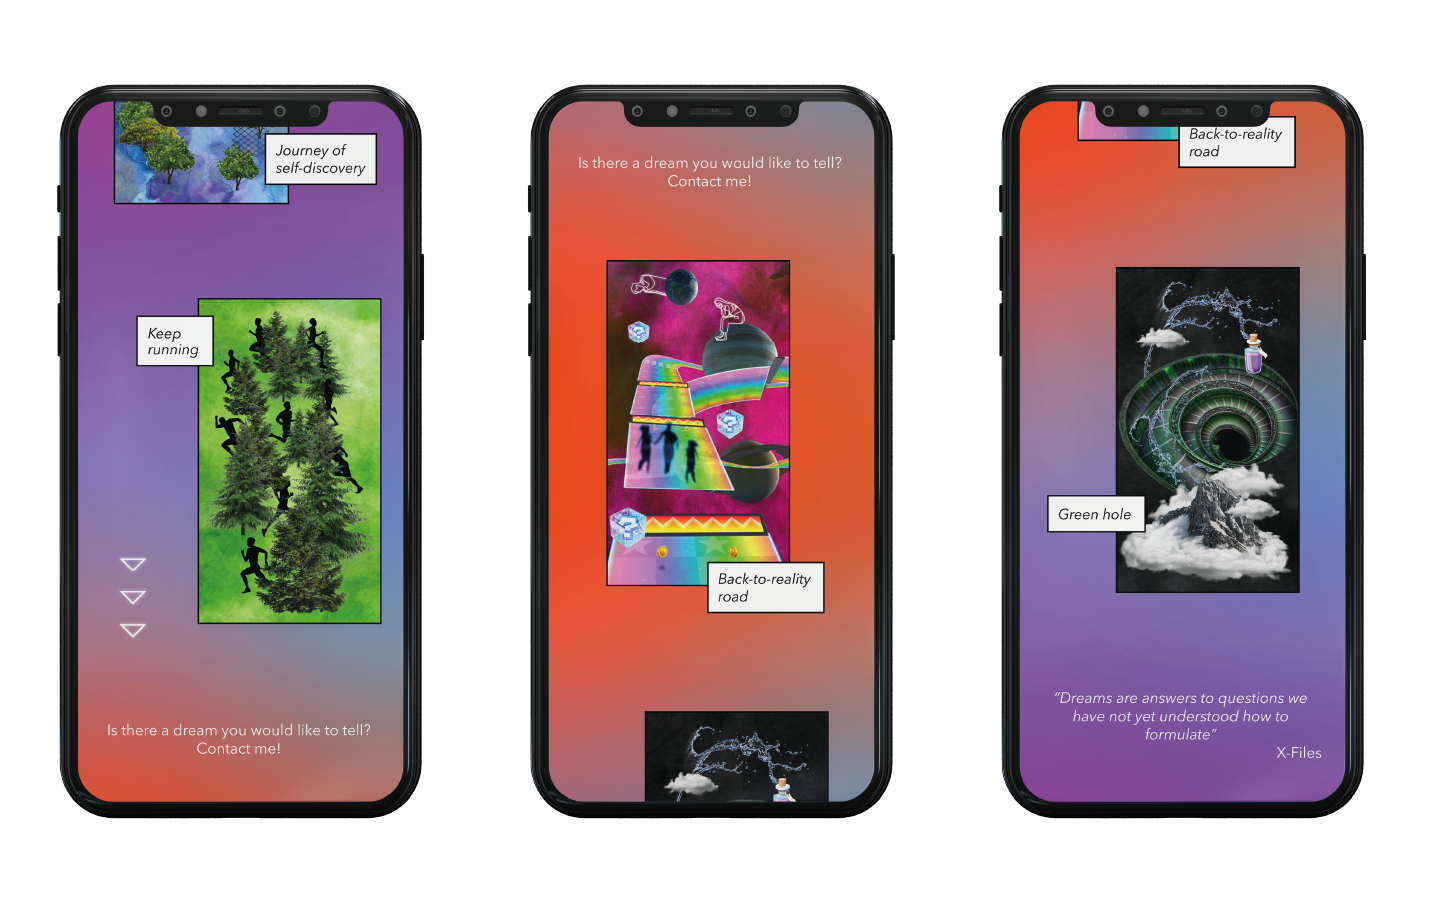 Journey of
self-discovery
Keep
running
Is there a dream you would like to tell?
Contact me!
Is there a dream you would like to tell?
Contact me!
?
?
?
Back-to-reality
road
Back-to-reality
road
Green hole
“Dreams are answers to questions we
have not yet understood how to
formulate”
X-Files